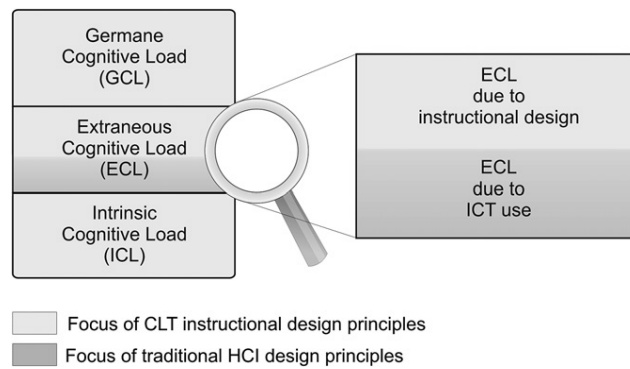 Germane
Cognitive Load
(GCL)
Extraneous
Cognitive Load
(ECL)
Intrinsic
Cognitive Load
(ICL)
ECL
due to
instructional design
ECL
due to
ICT use
Focus of CLT instructional design principles
Focus of traditional HCI design principles